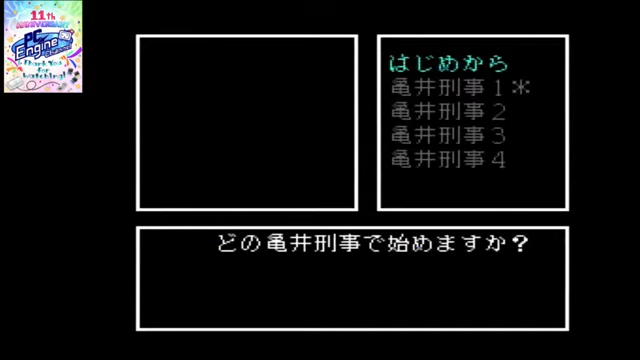 11th
ANNIVERSARY
PC
Engine
Thank You
for
watching!
はじめから
亀井刑事1*
亀井刑事2
亀井刑事3
亀井刑事4
どの亀井刑事で始めますか?